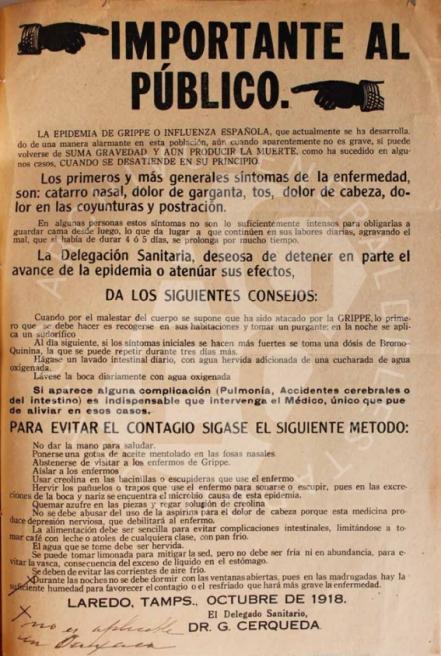 IMPORTANTE AL
PÚBLICO.
LA EPIDEMIA DE GRIPPE O INFLUENZA ESPAÑOLA, que actualmente se ha desarrolla.
do de una manera alarmante en esta población, aún cuando aparentemente no es grave, si puede
volverse de SUMA GRAVEDAD Y AÚN PRODUCIR LA MUERTE, como ha sucedido en algu-
nos casos, CUANDO SE DESATIENDE EN SU PRINCIPIO.
Los primeros y más generales síntomas de la enfermedad,
son: catarro nasal, dolor de garganta, tos, dolor de cabeza, do-
lor en las coyunturas y postración.
En algunas personas estos síntomas no son lo suficientemente intensos para obligarlas a
guardar cama desde luego, lo que da lugar a que continúen en sus labores diarias, agravando el
mal, que si había de durar 4 ó 5 días, se prolonga por mucho tiempo.
La Delegación Sanitaria, deseosa de detener en parte el
avance de la epidemia o atenúar sus efectos,
DA LOS SIGUIENTES CONSEJOS:
Cuando por el malestar del cuerpo se supone que ha sido atacado por la GRIPPE, lo prime-
ro que se debe hacer es recogerse en sus habitaciones y tomar un purgante; en la noche se apli-
ca un sudorífico
Al día siguiente, si los síntomas iniciales se hacen más fuertes se toma una dósis de Bromo-
Quinina, la que se puede repetir durante tres días más.
Hágase un lavado intestinal diario, con agua hervida adicionada de una cucharada de agua
oxigenada.
Lávese la boca diariamente con agua oxigenada
Si aparece alguna complicación (Pulmonía, Accidentes cerebrales o
del intestino) es indispensable que intervenga el Médico, único que pue-
de aliviar en esos casos.
PARA EVITAR EL CONTAGIO SIGASE EL SIGUIENTE METODO:
No dar la mano para saludar.
Ponerse una gotas de aceite mentolado en las fosas nasales
Abstenerse de visitar a los enfermos de Grippe.
Aislar a los enfermos
Usar creolina en las bacinillas o escupideras que use el enfermo
Hervir los pañuelos o trapos que use el enfermo para sonarse o escupir, pues en las excre-
ciones de la boca y nariz se encuentra el microbio causa de esta epidemia.
Quemar azufre en las piezas y regar solución de creolina
No se debe abusar del uso de la aspirina para el dolor de cabeza porque esta medicina pro-
duce depresión nerviosa, que debilitará al enfermo.
La alimentación debe ser sencilla para evitar complicaciones intestinales, limitándose a to-
mar café con leche o atoles de cualquiera clase, con pan frío.
El agua que se tome debe ser hervida.
Se puede tomar limonada para mitigar la sed, pero no debe ser fría ni en abundancia, para e-
vitar la vasca, consecuencia del exceso de líquido en el estómago.
Se deben de evitar las corrientes de aire frío.
X Durante las noches no se debe dormir con las ventanas abiertas, pues en las madrugadas hay la
suficiente humedad para favorecer el contagio o el resfriado que hará más grave la enfermedad.
LAREDO, TAMPS., OCTUBRE DE 1918.
El Delegado Sanitario,
DR. G. CERQUEDA.
X no es aplicable
en Oaxaca